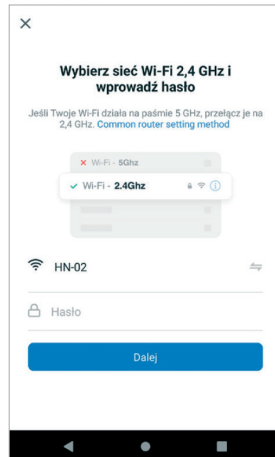 Wybierz sieć Wi-Fi 2,4 GHz i
wprowadź hasło
Jeśli Twoje Wi-Fi działa na paśmie 5 GHz, przełącz je na
2,4 GHz. Common router setting method
Wi-Fi - 5Ghz
Wi-Fi - 2.4Ghz
HN-02
Hasło
Dalej